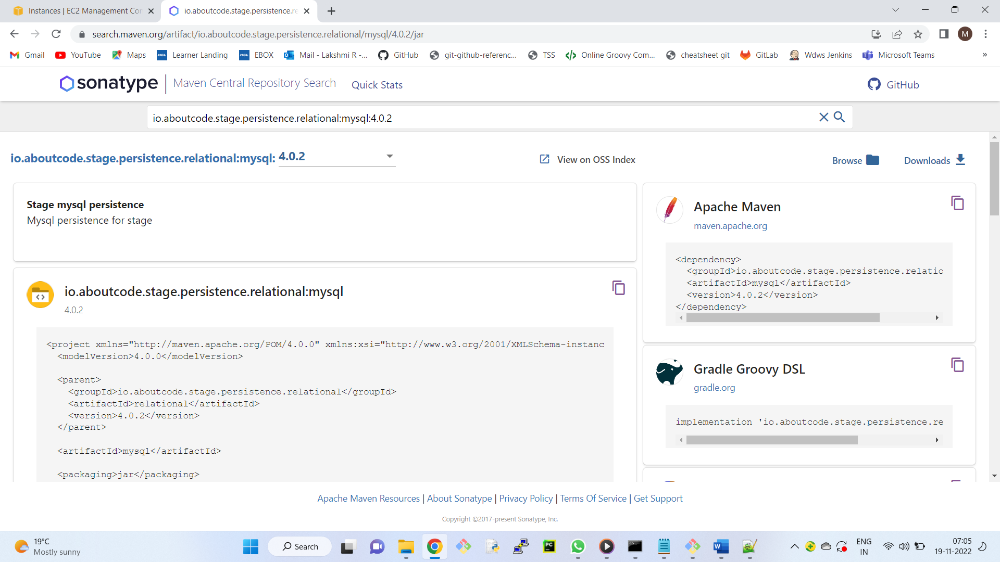 Instances | EC2 Management Con
io.aboutcode.stage.persistence.re
search.maven.org/artifact/io.aboutcode.stage.persistence.relational/mysql/4.0.2/jar
M
Gmail YouTube Maps HCL Learner Landing HCL EBOX Mail - Lakshmi R -... GitHub git-github-referenc... TSS Online Groovy Com... cheatsheet git GitLab Wdws Jenkins Microsoft Teams »
sonatype Maven Central Repository Search Quick Stats GitHub
io.aboutcode.stage.persistence.relational:mysql:4.0.2
io.aboutcode.stage.persistence.relational:mysql: 4.0.2 View on OSS Index Browse Downloads
Stage mysql persistence
Mysql persistence for stage
io.aboutcode.stage.persistence.relational:mysql
4.0.2
<project xmlns="http://maven.apache.org/POM/4.0.0" xmlns:xsi="http://www.w3.org/2001/XMLSchema-instanc
<modelVersion>4.0.0</modelVersion>
<parent>
<groupId>io.aboutcode.stage.persistence.relational</groupId>
<artifactId>relational</artifactId>
<version>4.0.2</version>
</parent>
<artifactId>mysql</artifactId>
<packaging>jar</packaging>
Apache Maven
maven.apache.org
<dependency>
<groupId>io.aboutcode.stage.persistence.relatio
<artifactId>mysql</artifactId>
<version>4.0.2</version>
</dependency>
Gradle Groovy DSL
gradle.org
implementation 'io.aboutcode.stage.persistence.re
Apache Maven Resources | About Sonatype | Privacy Policy | Terms Of Service | Get Support
Copyright ©2017-present Sonatype, Inc.
19°C
Mostly sunny
Search
PC
W
ENG
IN
07:05
19-11-2022